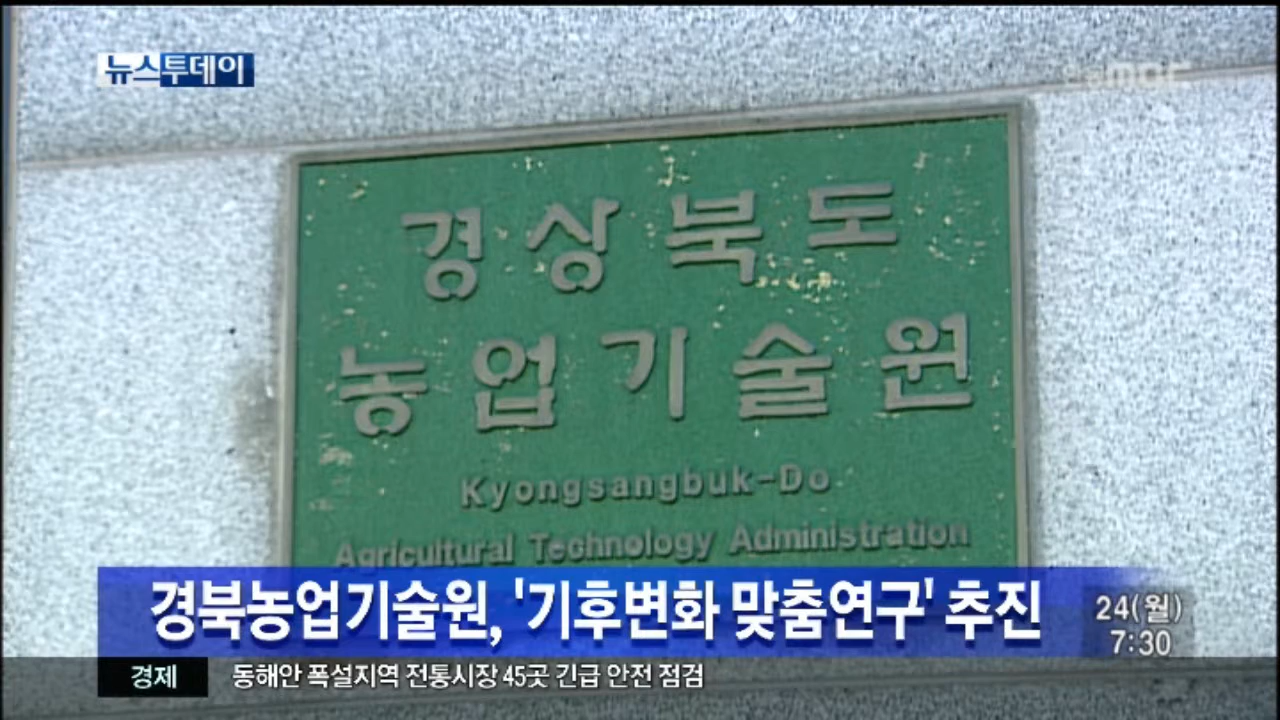 뉴스투데이
MBC
경상북도
농업기술원
Kyongsangbuk-Do
Agricultural Technology Administration
경북농업기술원, '기후변화 맞춤연구' 추진
24(월)
7:30
경제
동해안 폭설지역 전통시장 45곳 긴급 안전 점검